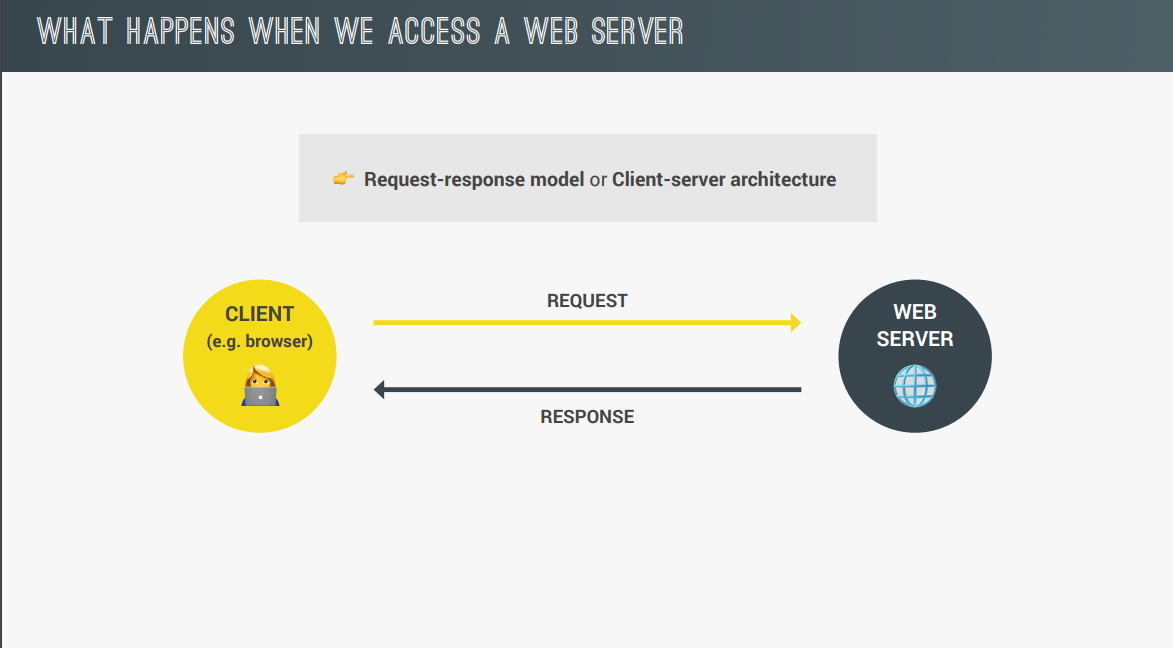 WHAT HAPPENS WHEN WE ACCESS A WEB SERVER
👉 Request-response model or Client-server architecture
CLIENT
(e.g. browser)
REQUEST
RESPONSE
WEB
SERVER